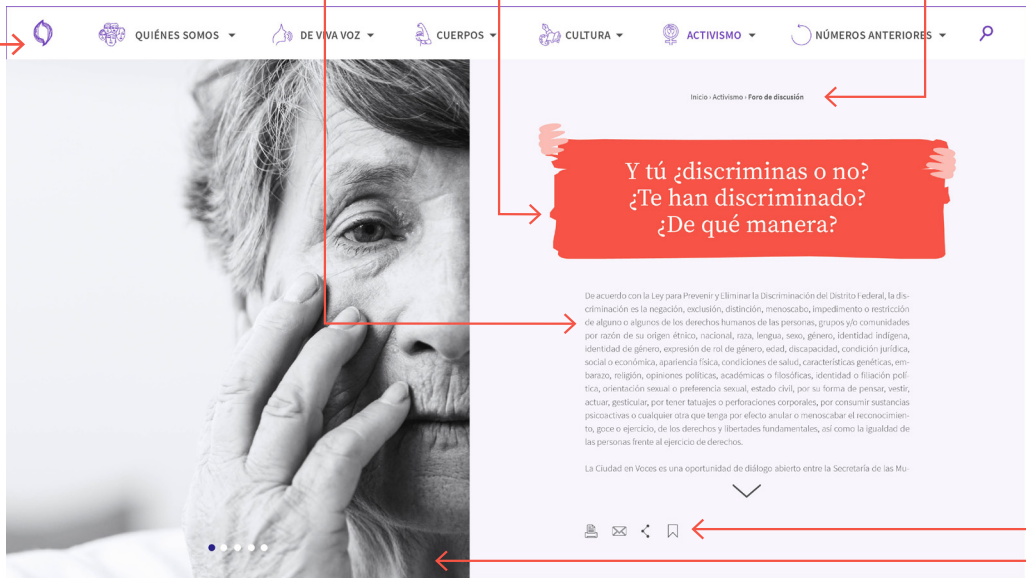 QUIÉNES SOMOS
DE VIVA VOZ
CUERPOS
CULTURA
ACTIVISMO
NÚMEROS ANTERIORES
Inicio › Activismo › Foro de discusión
Y tú ¿discriminas o no?
¿Te han discriminado?
¿De qué manera?
De acuerdo con la Ley para Prevenir y Eliminar la Discriminación del Distrito Federal, la dis-
criminación es la negación, exclusión, distinción, menoscabo, impedimento o restricción
de alguno o algunos de los derechos humanos de las personas, grupos y/o comunidades
por razón de su origen étnico, nacional, raza, lengua, sexo, género, identidad indígena,
identidad de género, expresión de rol de género, edad, discapacidad, condición jurídica,
social o económica, apariencia física, condiciones de salud, características genéticas, em-
barazo, religión, opiniones políticas, académicas o filosóficas, identidad o filiación polí-
tica, orientación sexual o preferencia sexual, estado civil, por su forma de pensar, vestir,
actuar, gesticular, por tener tatuajes o perforaciones corporales, por consumir sustancias
psicoactivas o cualquier otra que tenga por efecto anular o menoscabar el reconocimien-
to, goce o ejercicio, de los derechos y libertades fundamentales, así como la igualdad de
las personas frente al ejercicio de derechos.
La Ciudad en Voces es una oportunidad de diálogo abierto entre la Secretaría de las Mu-